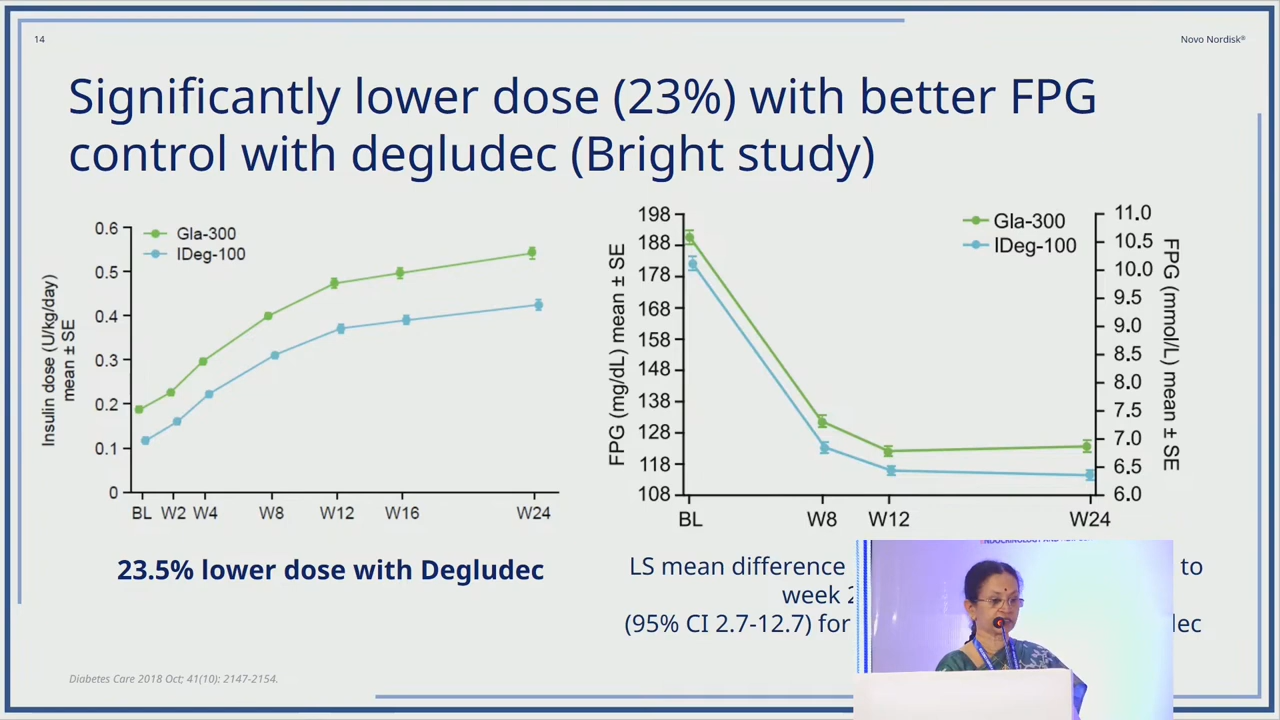 14
Novo Nordisk®
Significantly lower dose (23%) with better FPG
control with degludec (Bright study)
Insulin dose (U/kg/day)
mean ± SE
0.6
0.5
0.4
0.3
0.2
0.1
0
Gla-300
IDeg-100
BL W2 W4 W8 W12 W16 W24
FPG (mg/dL) mean ± SE
198
188
178
168
158
148
138
128
118
108
Gla-300
IDeg-100
11.0
10.5
10.0
9.5
9.0
8.5
8.0
7.5
7.0
6.5
6.0
FPG (mmol/L) mean ± SE
BL W8 W12 W24
23.5% lower dose with Degludec
LS mean difference to
week
(95% CI 2.7-12.7) for
Diabetes Care 2018 Oct; 41(10): 2147-2154.